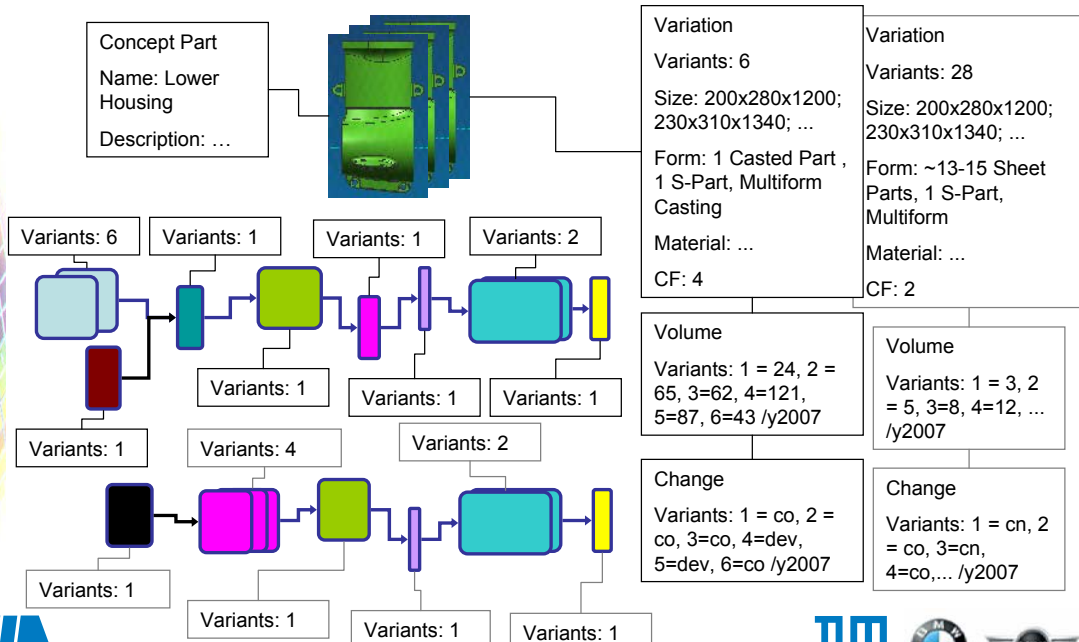 Concept Part
Name: Lower
Housing
Description: …
Variation
Variants: 6
Size: 200x280x1200;
230x310x1340; ...
Form: 1 Casted Part ,
1 S-Part, Multiform
Casting
Material: ...
CF: 4
Variation
Variants: 28
Size: 200x280x1200;
230x310x1340; ...
Form: ~13-15 Sheet
Parts, 1 S-Part,
Multiform
Material: ...
CF: 2
Variants: 6
Variants: 1
Variants: 1
Variants: 2
Variants: 1
Variants: 1
Variants: 1
Variants: 1
Volume
Variants: 1 = 24, 2 =
65, 3=62, 4=121,
5=87, 6=43 /y2007
Volume
Variants: 1 = 3, 2
= 5, 3=8, 4=12, ...
/y2007
Variants: 4
Variants: 2
Variants: 1
Variants: 1
Variants: 1
Variants: 1
Change
Variants: 1 = co, 2 =
co, 3=co, 4=dev,
5=dev, 6=co /y2007
Change
Variants: 1 = cn, 2
= co, 3=cn,
4=co,... /y2007
BMW